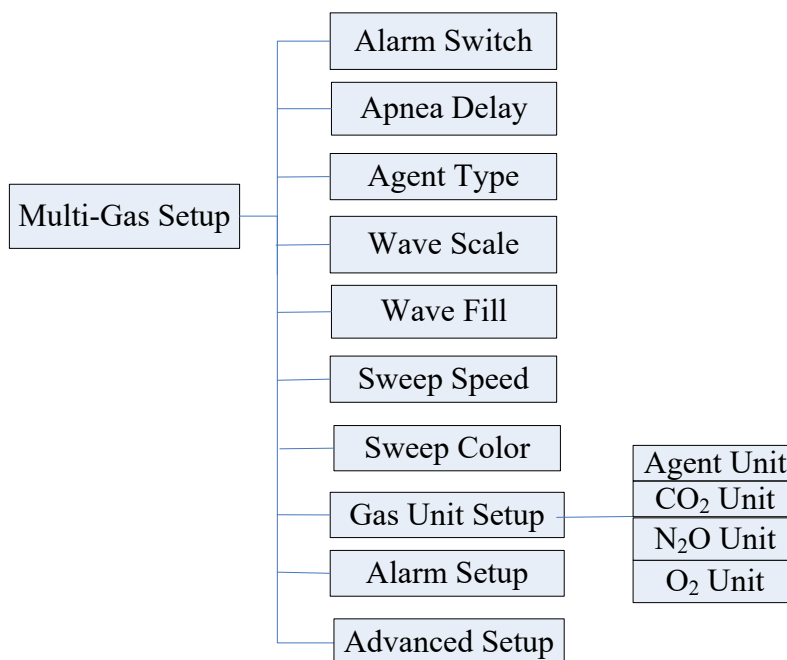 Alarm Switch
Apnea Delay
Agent Type
Multi-Gas Setup
Wave Scale
Wave Fill
Sweep Speed
Sweep Color
Gas Unit Setup
Agent Unit
CO₂ Unit
N₂O Unit
O₂ Unit
Alarm Setup
Advanced Setup